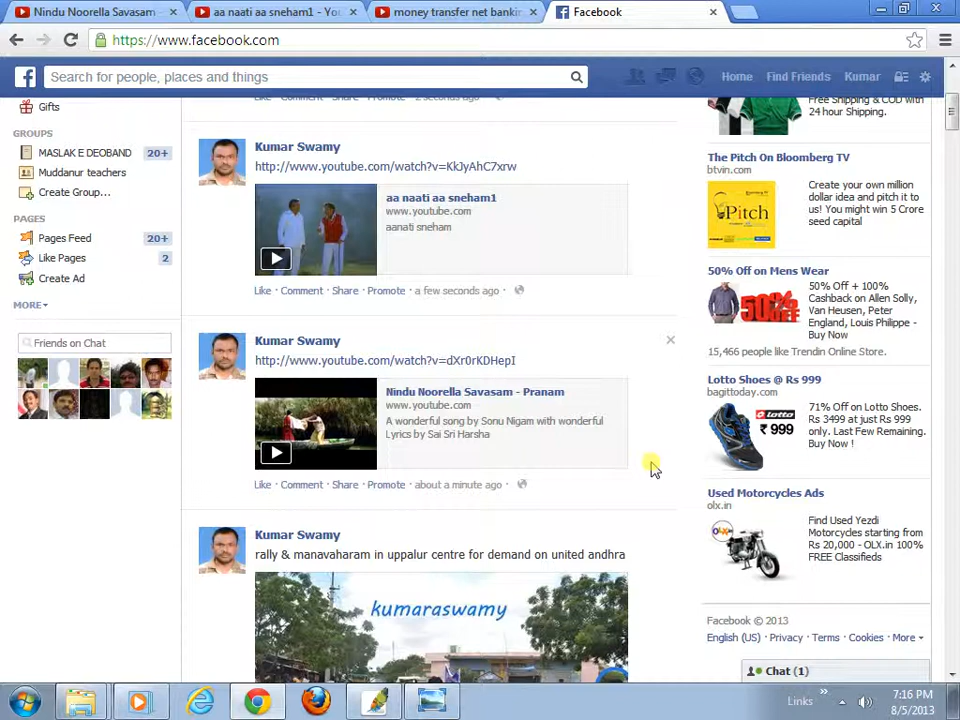 Nindu Noorella Savasam
aa naati aa sneham1 - You
money transfer net bankin
Facebook
https://www.facebook.com
Search for people, places and things
Home
Find Friends
Kumar
Gifts
GROUPS
MASLAK E DEOBAND 20+
Muddanur teachers
Create Group...
PAGES
Pages Feed 20+
Like Pages 2
Create Ad
MORE
Friends on Chat
Like · Comment · Share · Promote · 2 seconds ago ·
Kumar Swamy
http://www.youtube.com/watch?v=KkJyAhC7xrw
aa naati aa sneham1
www.youtube.com
aanati sneham
Like · Comment · Share · Promote · a few seconds ago ·
Kumar Swamy
http://www.youtube.com/watch?v=dXr0rKDHepI
Nindu Noorella Savasam - Pranam
www.youtube.com
A wonderful song by Sonu Nigam with wonderful
Lyrics by Sai Sri Harsha
Like · Comment · Share · Promote · about a minute ago ·
Kumar Swamy
rally & manavaharam in uppalur centre for demand on united andhra
kumaraswamy
Free Shipping & COD with
24 hour Shipping.
The Pitch On Bloomberg TV
btvin.com
Pitch
Create your own million
dollar idea and pitch it to
us! You might win 5 Crore
seed capital
50% Off on Mens Wear
50%
50% Off + 100%
Cashback on Allen Solly,
Van Heusen, Peter
England, Louis Philippe -
Buy Now
15,466 people like Trendin Online Store.
Lotto Shoes @ Rs 999
bagittoday.com
lotto
₹ 999
71% Off on Lotto Shoes.
Rs 3499 at just Rs 999
only. Last Few Remaining.
Buy Now !
Used Motorcycles Ads
olx.in
OLX
Find Used Yezdi
Motorcycles starting from
Rs 20,000 - OLX.in 100%
FREE Classifieds
Facebook © 2013
English (US) · Privacy · Terms · Cookies · More
Chat (1)
Links
7:16 PM
8/5/2013